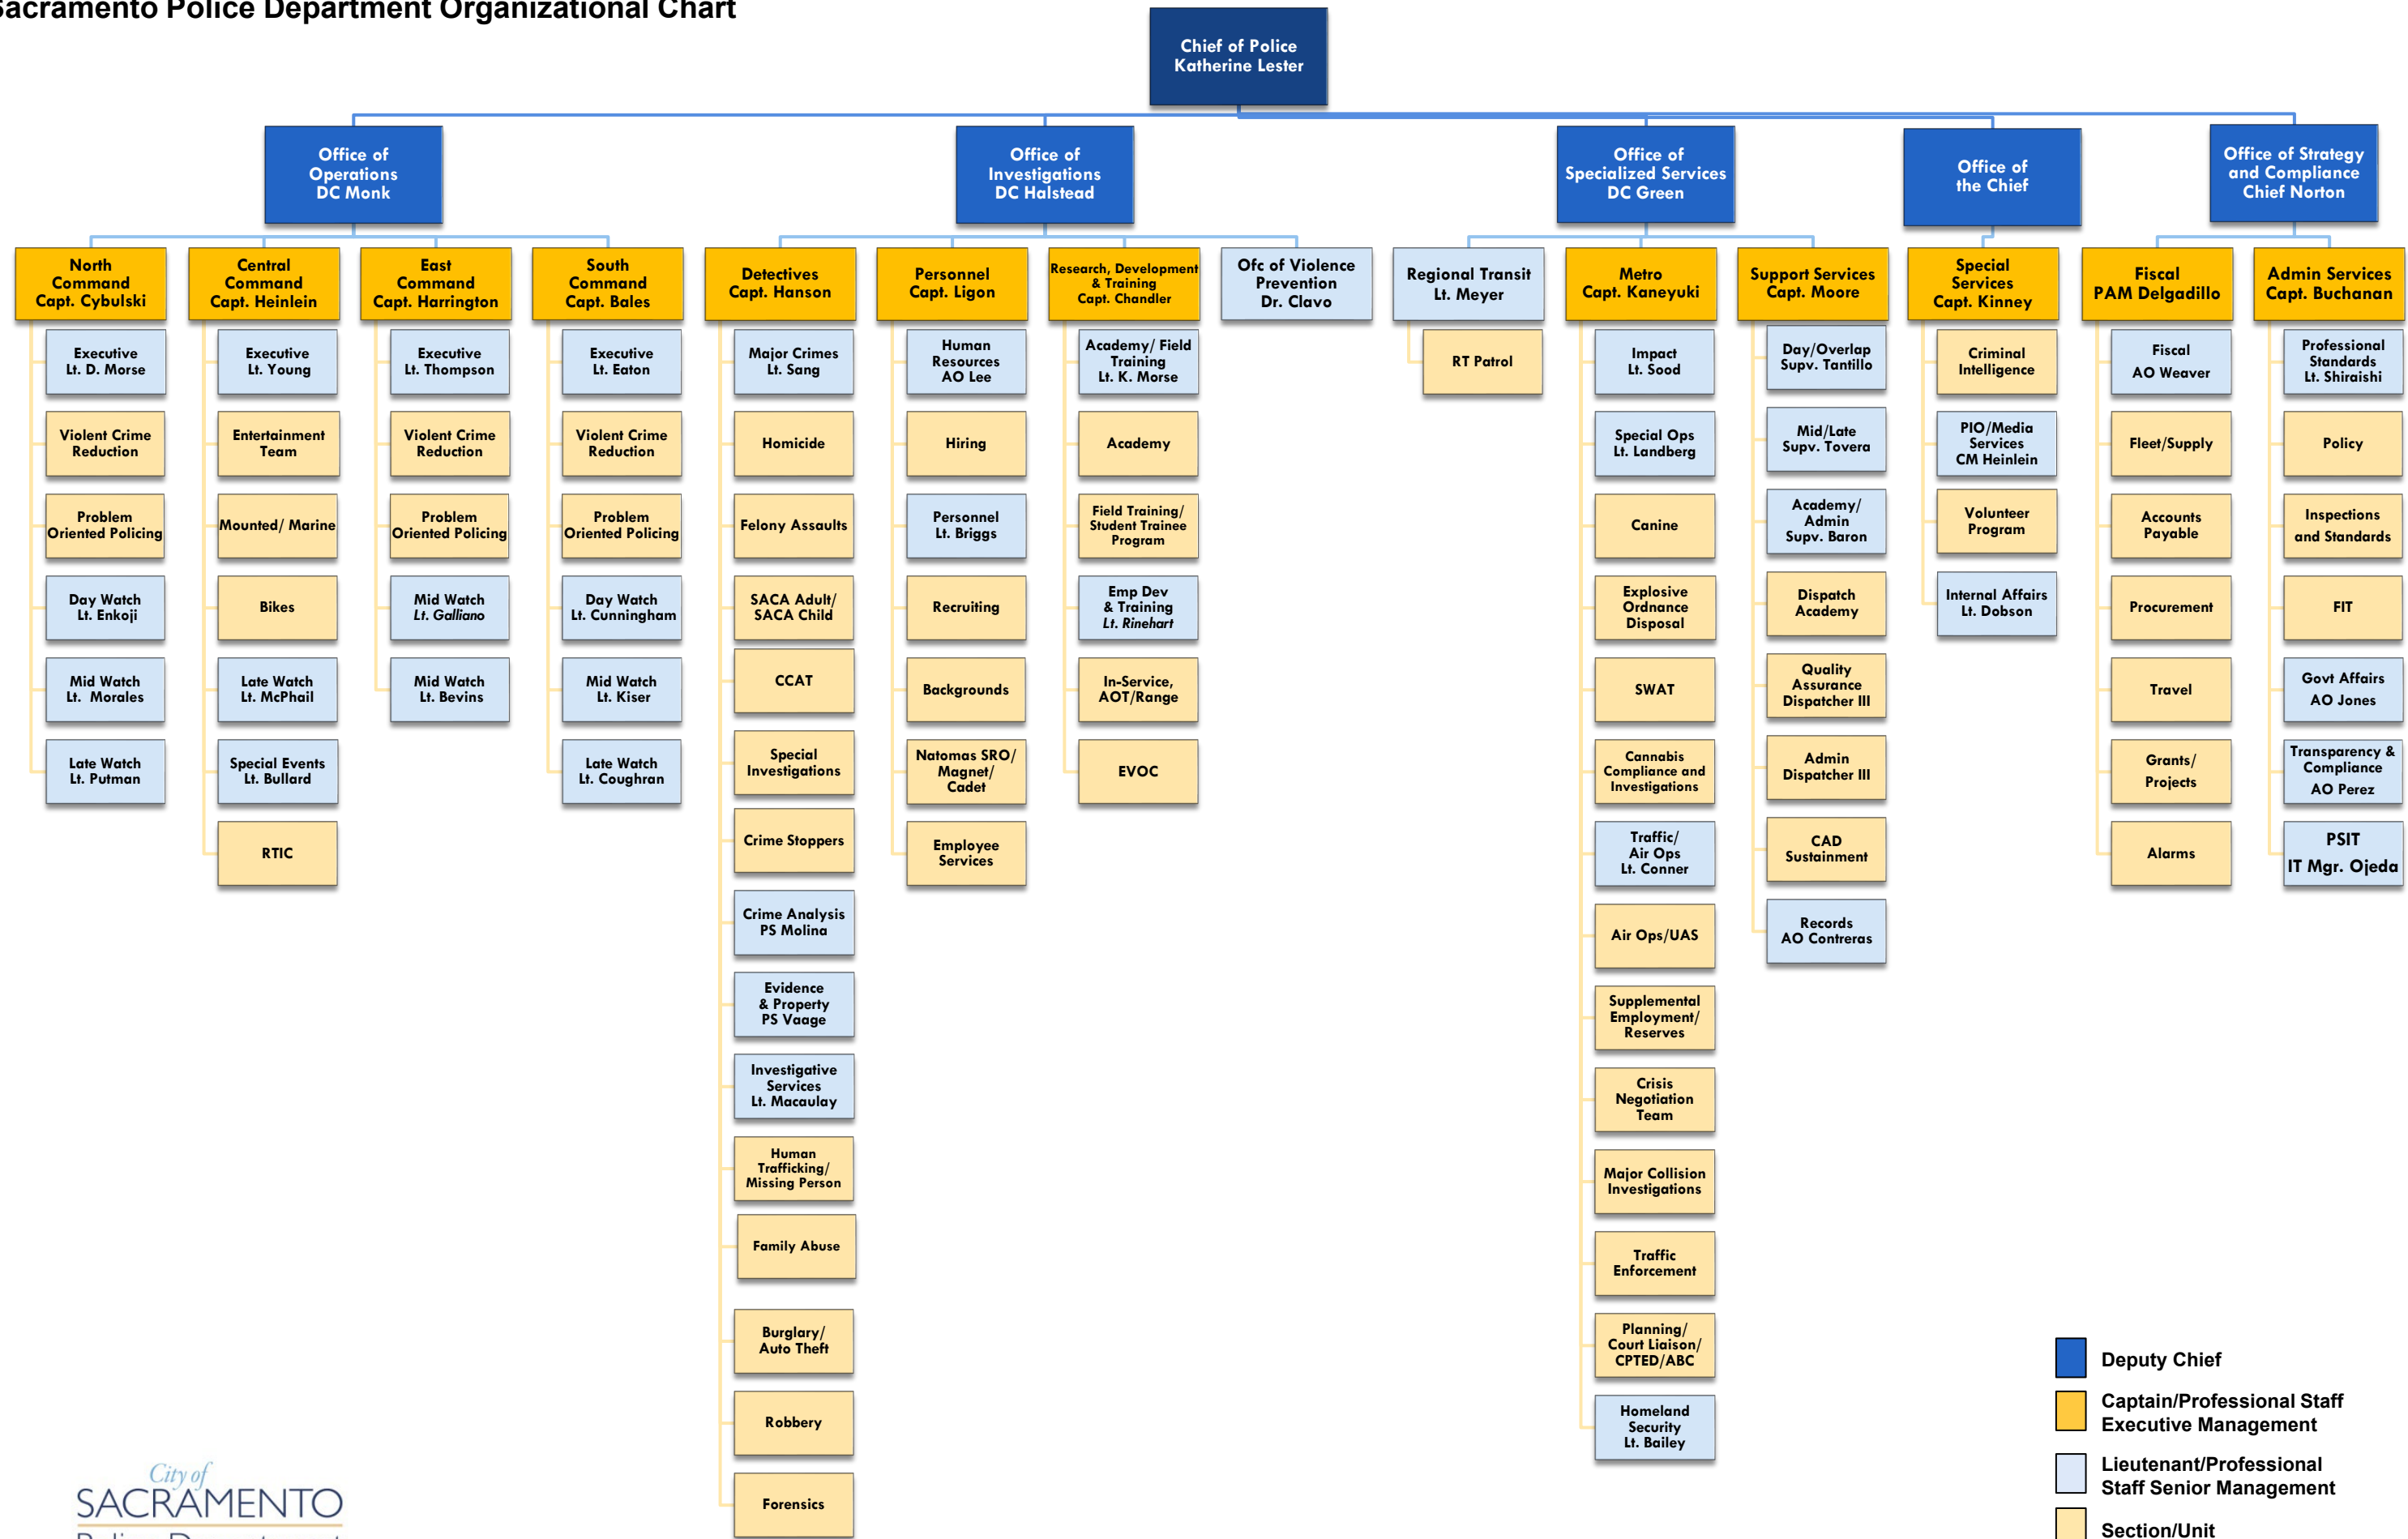 Sacramento Police Department Organizational Chart
Chief of Police
Katherine Lester
Office of
Operations
DC Monk
Office of
Investigations
DC Halstead
Office of
Specialized Services
DC Green
Office of
the Chief
Office of Strategy
and Compliance
Chief Norton
North
Command
Capt. Cybulski
Executive
Lt. D. Morse
Violent Crime
Reduction
Problem
Oriented Policing
Day Watch
Lt. Enkoji
Mid Watch
Lt. Morales
Late Watch
Lt. Putman
Central
Command
Capt. Heinlein
Executive
Lt. Young
Entertainment
Team
Mounted/ Marine
Bikes
Late Watch
Lt. McPhail
Special Events
Lt. Bullard
RTIC
East
Command
Capt. Harrington
Executive
Lt. Thompson
Violent Crime
Reduction
Problem
Oriented Policing
Mid Watch
Lt. Galliano
Mid Watch
Lt. Bevins
South
Command
Capt. Bales
Executive
Lt. Eaton
Violent Crime
Reduction
Problem
Oriented Policing
Day Watch
Lt. Cunningham
Mid Watch
Lt. Kiser
Late Watch
Lt. Coughran
Detectives
Capt. Hanson
Major Crimes
Lt. Sang
Homicide
Felony Assaults
SACA Adult/
SACA Child
CCAT
Special
Investigations
Crime Stoppers
Crime Analysis
PS Molina
Evidence
& Property
PS Vaage
Investigative
Services
Lt. Macaulay
Human
Trafficking/
Missing Person
Family Abuse
Burglary/
Auto Theft
Robbery
Forensics
Personnel
Capt. Ligon
Human
Resources
AO Lee
Hiring
Personnel
Lt. Briggs
Recruiting
Backgrounds
Natomas SRO/
Magnet/
Cadet
Employee
Services
Research, Development
& Training
Capt. Chandler
Academy/ Field
Training
Lt. K. Morse
Academy
Field Training/
Student Trainee
Program
Emp Dev
& Training
Lt. Rinehart
In-Service,
AOT/Range
EVOC
Ofc of Violence
Prevention
Dr. Clavo
Regional Transit
Lt. Meyer
RT Patrol
Metro
Capt. Kaneyuki
Impact
Lt. Sood
Special Ops
Lt. Landberg
Canine
Explosive
Ordnance
Disposal
SWAT
Cannabis
Compliance and
Investigations
Traffic/
Air Ops
Lt. Conner
Air Ops/UAS
Supplemental
Employment/
Reserves
Crisis
Negotiation
Team
Major Collision
Investigations
Traffic
Enforcement
Planning/
Court Liaison/
CPTED/ABC
Homeland
Security
Lt. Bailey
Support Services
Capt. Moore
Day/Overlap
Supv. Tantillo
Mid/Late
Supv. Tovera
Academy/
Admin
Supv. Baron
Dispatch
Academy
Quality
Assurance
Dispatcher III
Admin
Dispatcher III
CAD
Sustainment
Records
AO Contreras
Special
Services
Capt. Kinney
Criminal
Intelligence
PIO/Media
Services
CM Heinlein
Volunteer
Program
Internal Affairs
Lt. Dobson
Fiscal
PAM Delgadillo
Fiscal
AO Weaver
Fleet/Supply
Accounts
Payable
Procurement
Travel
Grants/
Projects
Alarms
Admin Services
Capt. Buchanan
Professional
Standards
Lt. Shiraishi
Policy
Inspections
and Standards
FIT
Govt Affairs
AO Jones
Transparency &
Compliance
AO Perez
PSIT
IT Mgr. Ojeda
Deputy Chief
Captain/Professional Staff
Executive Management
Lieutenant/Professional
Staff Senior Management
Section/Unit
City of
SACRAMENTO
Police Department